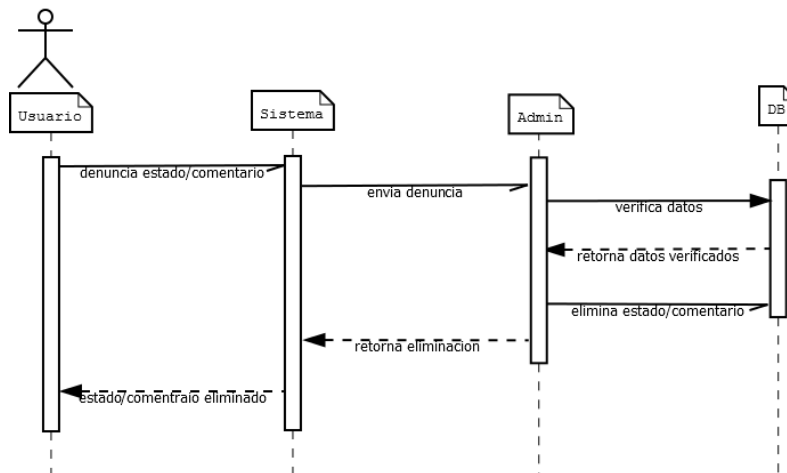 Usuario
Sistema
Admin
DB
denuncia estado/comentario
envia denuncia
verifica datos
retorna datos verificados
elimina estado/comentario
retorna eliminacion
estado/comentraio eliminado